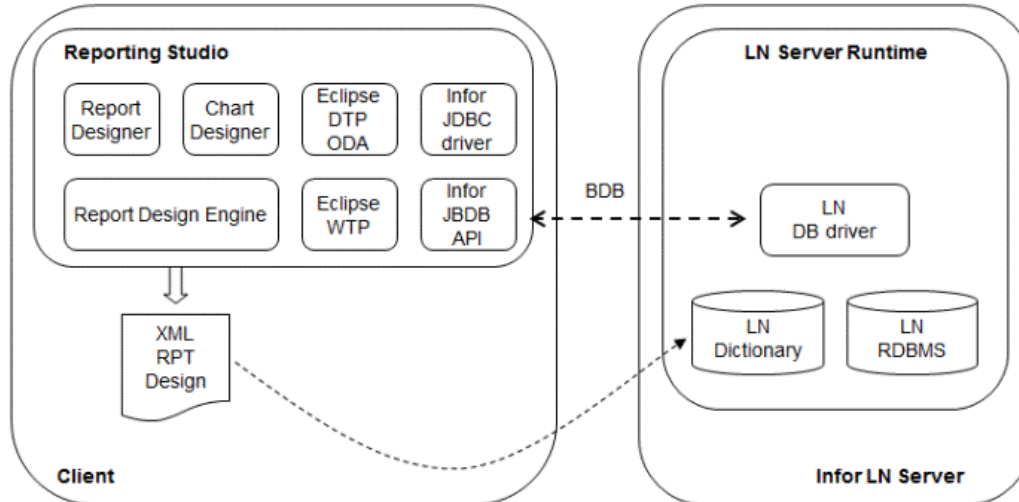 Reporting Studio
Report
Designer
Chart
Designer
Eclipse
DTP
ODA
Infor
JDBC
driver
Report Design Engine
Eclipse
WTP
Infor
JBDB
API
XML
RPT
Design
Client
BDB
LN Server Runtime
LN
DB driver
LN
Dictionary
LN
RDBMS
Infor LN Server